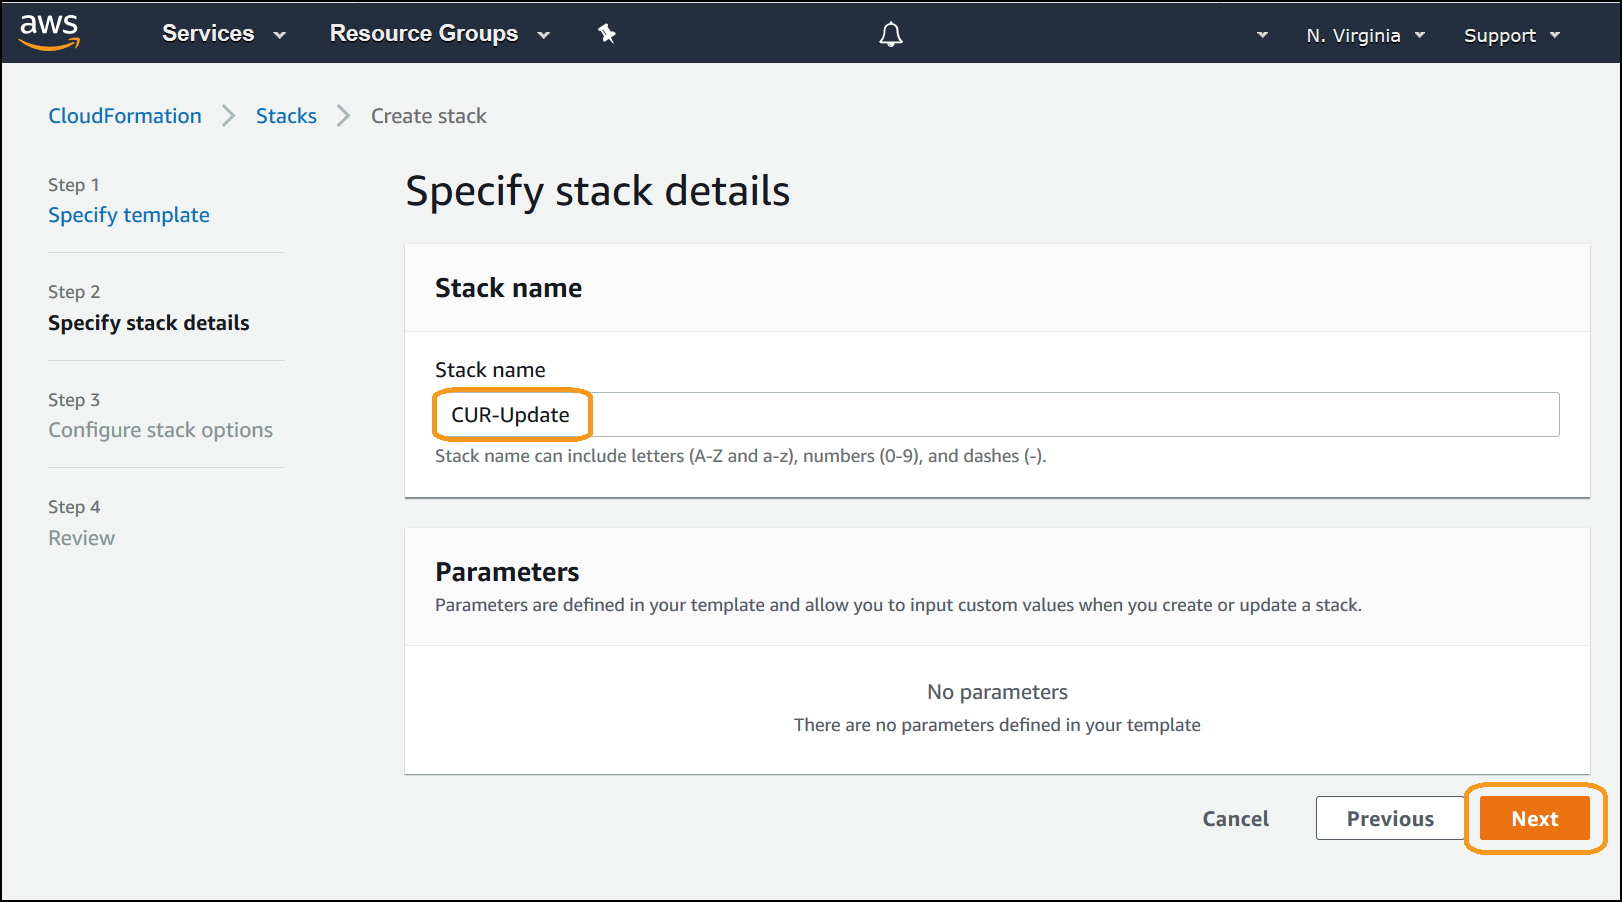 aws Services Resource Groups N. Virginia Support
CloudFormation Stacks Create stack
Step 1
Specify template
Step 2
Specify stack details
Step 3
Configure stack options
Step 4
Review
Specify stack details
Stack name
Stack name
CUR-Update
Stack name can include letters (A-Z and a-z), numbers (0-9), and dashes (-).
Parameters
Parameters are defined in your template and allow you to input custom values when you create or update a stack.
No parameters
There are no parameters defined in your template
Cancel Previous Next